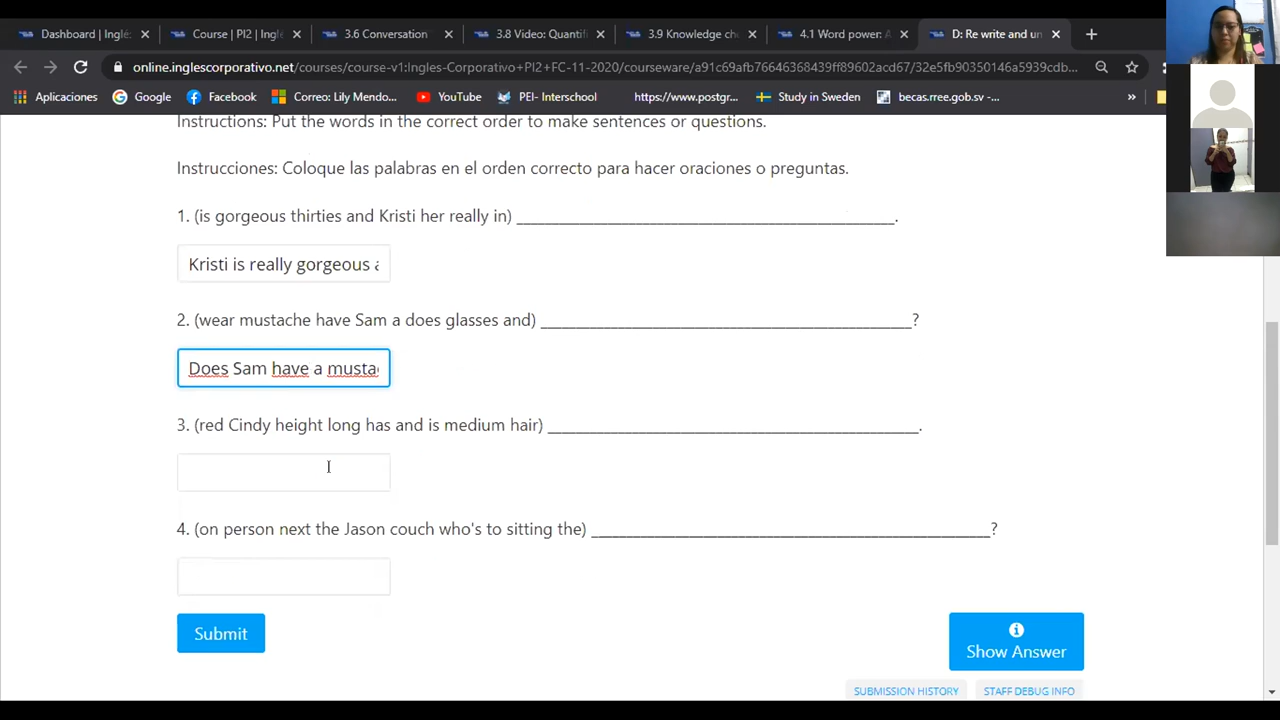 Dashboard | Inglé:
Course | PI2 | Ingl
3.6 Conversation
3.8 Video: Quantif
3.9 Knowledge ch
4.1 Word power: A
D: Re write and un
online.inglescorporativo.net/courses/course-v1:Ingles-Corporativo+PI2+EC-11-2020/courseware/a91c69afb76646368439ff89602acd67/32e5fb90350146a5939cdb...
Aplicaciones
Google
Facebook
Correo: Lily Mendo...
YouTube
PEI- Interschool
https://www.postgr...
Study in Sweden
becas.rree.gob.sv -...
»
Instructions: Put the words in the correct order to make sentences or questions.
Instrucciones: Coloque las palabras en el orden correcto para hacer oraciones o preguntas.
1. (is gorgeous thirties and Kristi her really in) ______________________________________.
Kristi is really gorgeous a
2. (wear mustache have Sam a does glasses and) _____________________________________?
Does Sam have a musta
3. (red Cindy height long has and is medium hair) _____________________________________.
4. (on person next the Jason couch who's to sitting the) ________________________________________?
Submit
Show Answer
SUBMISSION HISTORY
STAFF DEBUG INFO